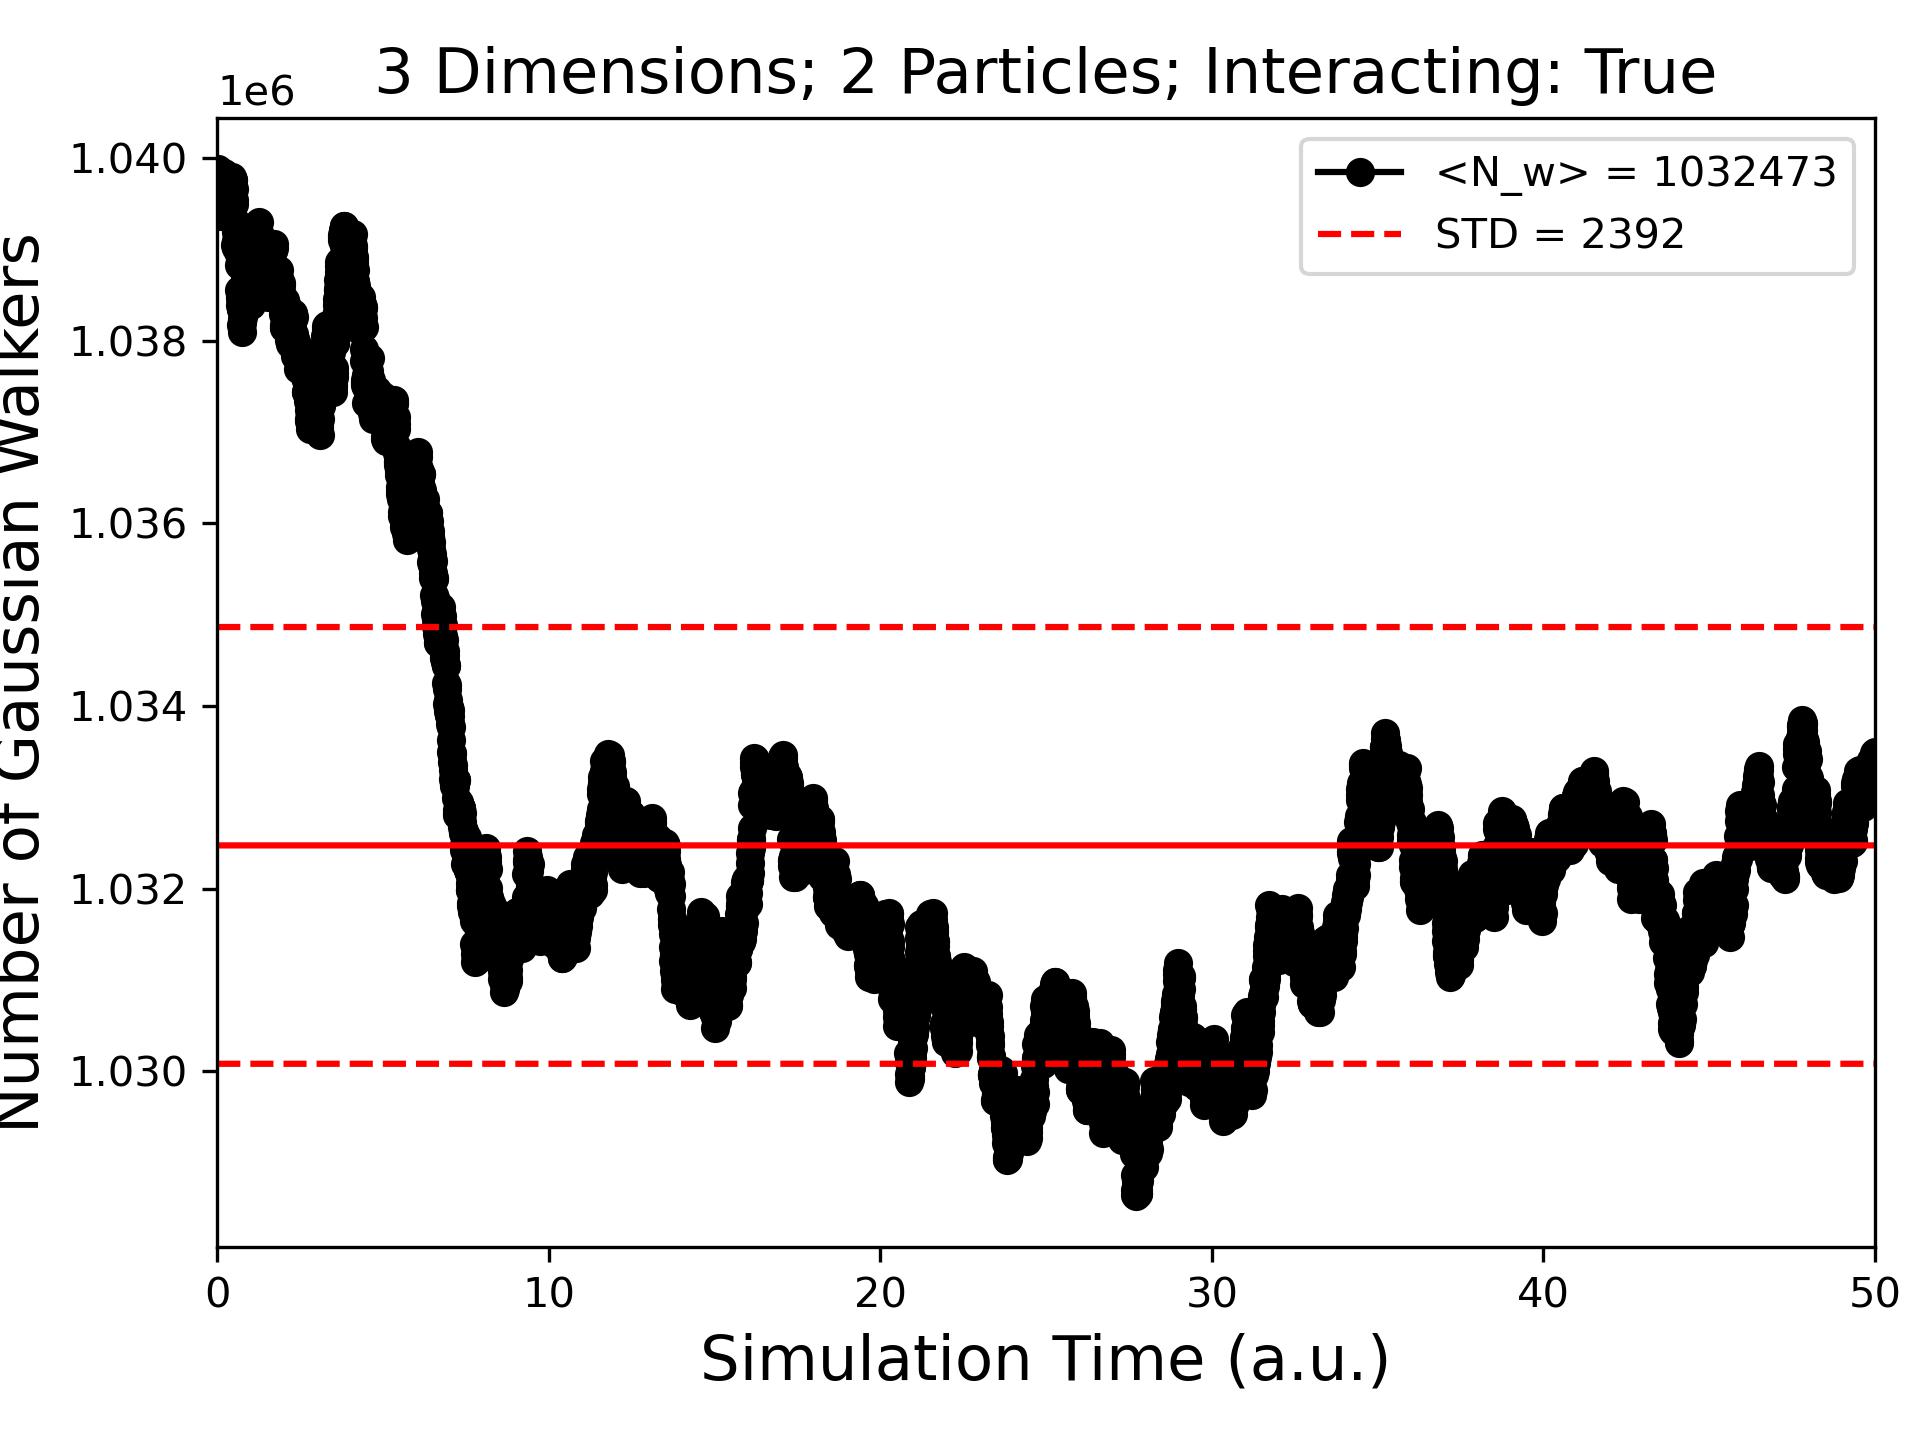 3 Dimensions; 2 Particles; Interacting: True
1e6
<N_w> = 1032473
STD = 2392
Number of Gaussian Walkers
1.040
1.038
1.036
1.034
1.032
1.030
0 10 20 30 40 50
Simulation Time (a.u.)